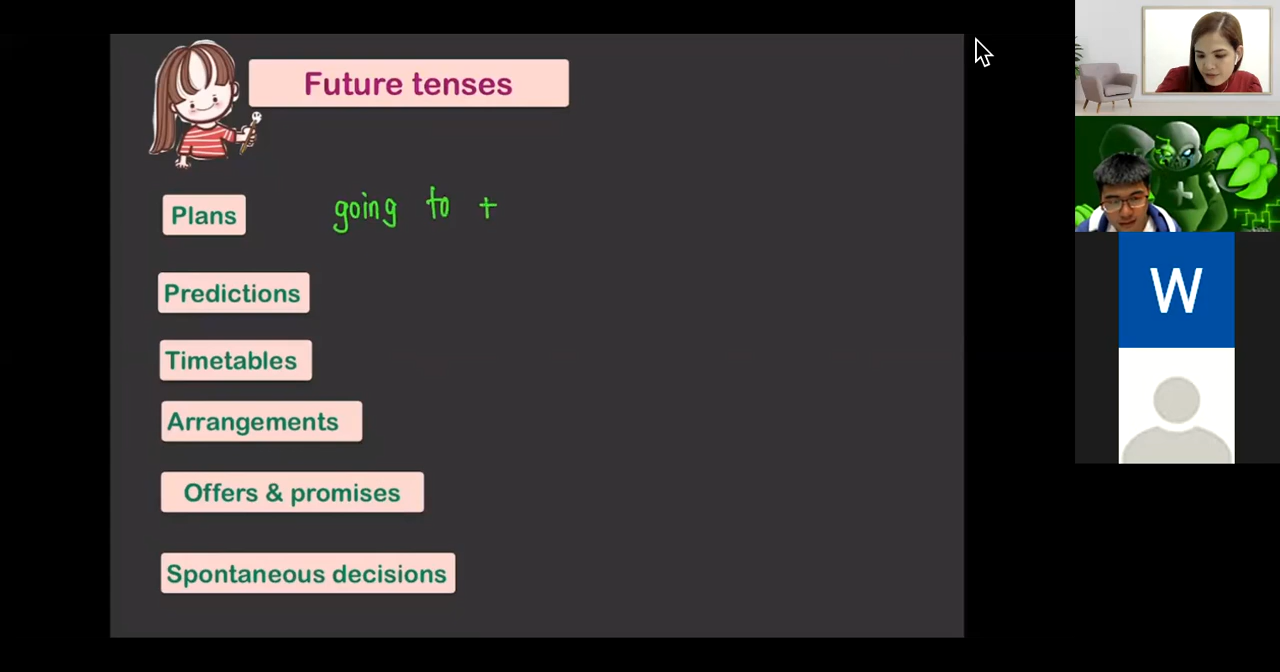 Future tenses
Plans going to +
Predictions
Timetables
Arrangements
Offers & promises
Spontaneous decisions
W